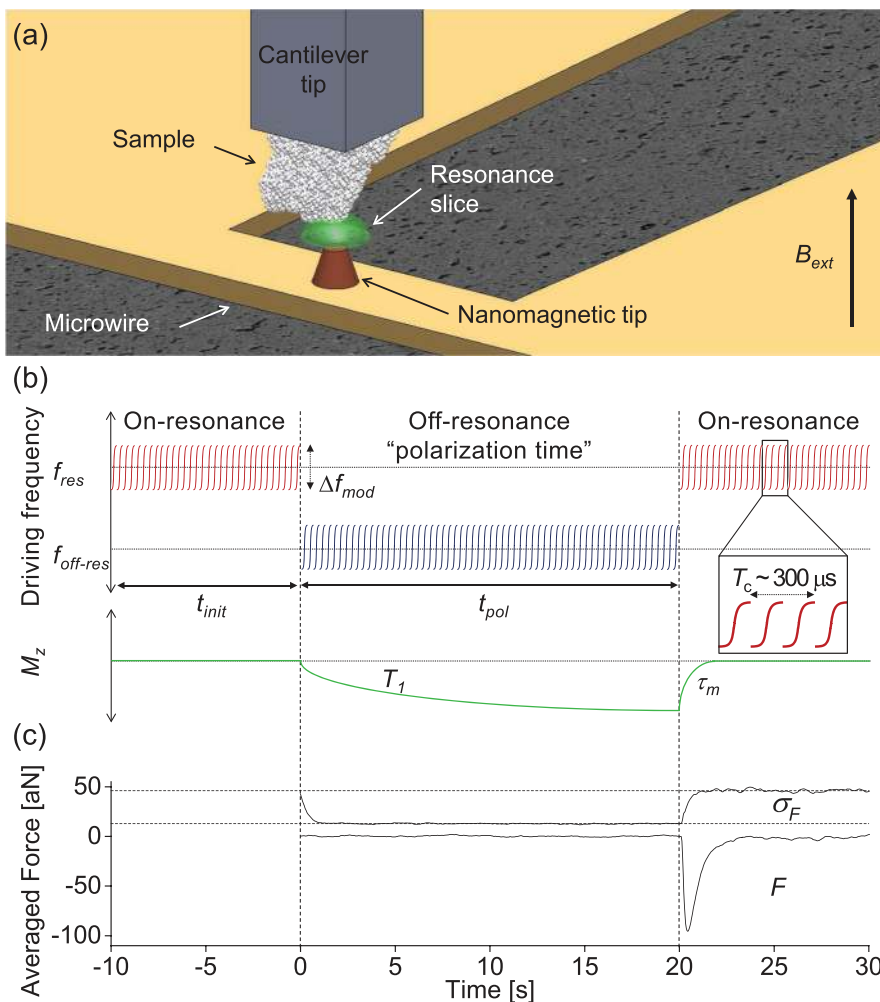 (a)
Cantilever
tip
Sample
Resonance
slice
B_ext
Microwire
Nanomagnetic tip
(b)
On-resonance
Off-resonance
"polarization time"
On-resonance
Driving frequency
f_res
Δf_mod
f_off-res
T_c ~ 300 μs
t_init
t_pol
M_z
T_1
τ_m
(c)
Averaged Force [aN]
50
0
-50
-100
σ_F
F
-10
-5
0
5
10
15
20
25
30
Time [s]